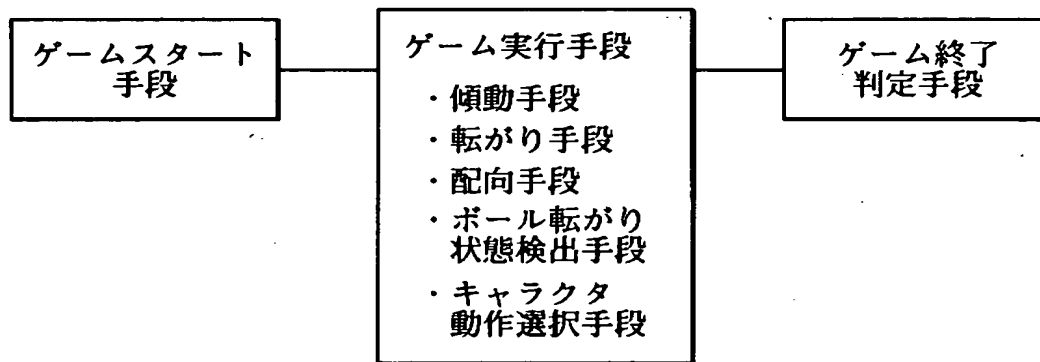 ゲームスタート
手段
ゲーム実行手段
・傾動手段
・転がり手段
・配向手段
・ボール転がり
状態検出手段
・キャラクタ
動作選択手段
ゲーム終了
判定手段